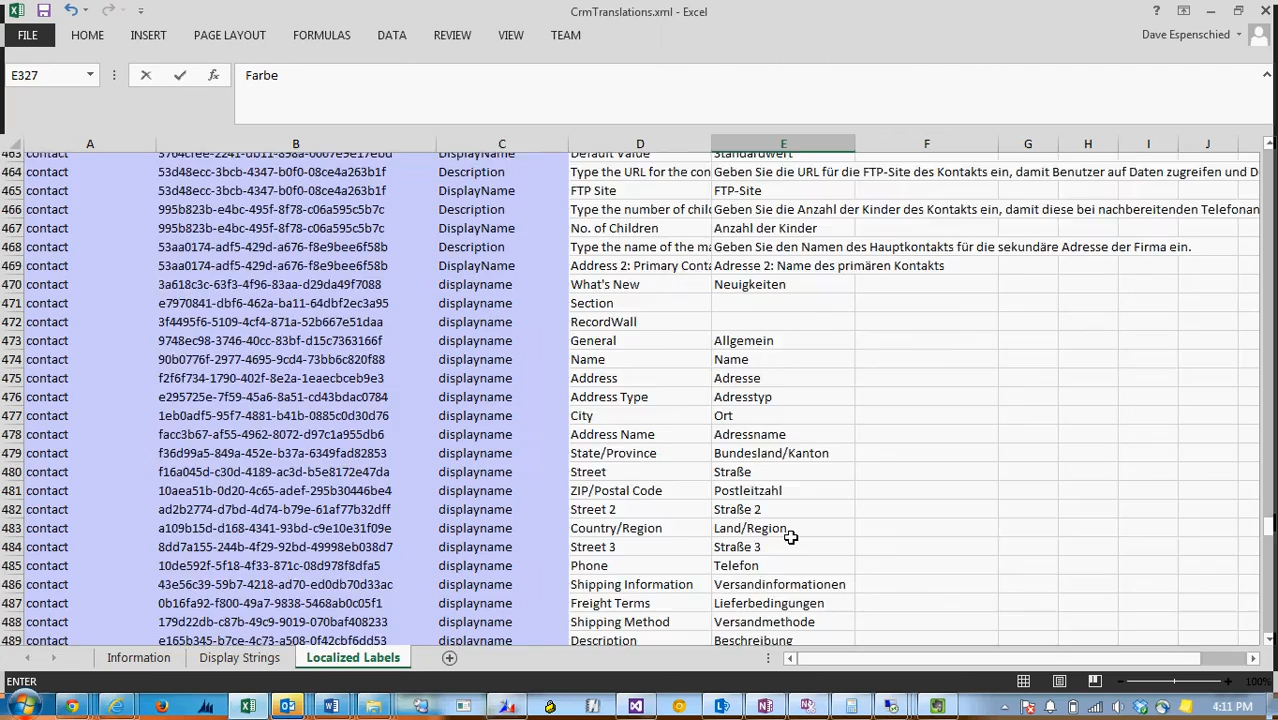 CrmTranslations.xml - Excel
FILE HOME INSERT PAGE LAYOUT FORMULAS DATA REVIEW VIEW TEAM Dave Espenschied
E327 Farbe
A B C D E F G H I J
463 contact 3764cfee-2241-db11-898a-0007e9e17ebd DisplayName Default Value Standardwert
464 contact 53d48ecc-3bcb-4347-b0f0-08ce4a263b1f Description Type the URL for the con Geben Sie die URL für die FTP-Site des Kontakts ein, damit Benutzer auf Daten zugreifen und D
465 contact 53d48ecc-3bcb-4347-b0f0-08ce4a263b1f DisplayName FTP Site FTP-Site
466 contact 995b823b-e4bc-495f-8f78-c06a595c5b7c Description Type the number of chil Geben Sie die Anzahl der Kinder des Kontakts ein, damit diese bei nachbereitenden Telefonan
467 contact 995b823b-e4bc-495f-8f78-c06a595c5b7c DisplayName No. of Children Anzahl der Kinder
468 contact 53aa0174-adf5-429d-a676-f8e9bee6f58b Description Type the name of the ma Geben Sie den Namen des Hauptkontakts für die sekundäre Adresse der Firma ein.
469 contact 53aa0174-adf5-429d-a676-f8e9bee6f58b DisplayName Address 2: Primary Conta Adresse 2: Name des primären Kontakts
470 contact 3a618c3c-63f3-4f96-83aa-d29da49f7088 displayname What's New Neuigkeiten
471 contact e7970841-dbf6-462a-ba11-64dbf2ec3a95 displayname Section
472 contact 3f4495f6-5109-4cf4-871a-52b667e51daa displayname RecordWall
473 contact 9748ec98-3746-40cc-83bf-d15c7363166f displayname General Allgemein
474 contact 90b0776f-2977-4695-9cd4-73bb6c820f88 displayname Name Name
475 contact f2f6f734-1790-402f-8e2a-1eaecbceb9e3 displayname Address Adresse
476 contact e295725e-7f59-45a6-8a51-cd43bdac0784 displayname Address Type Adresstyp
477 contact 1eb0adf5-95f7-4881-b41b-0885c0d30d76 displayname City Ort
478 contact facc3b67-af55-4962-8072-d97c1a955db6 displayname Address Name Adressname
479 contact f36d99a5-849a-452e-b37a-6349fad82853 displayname State/Province Bundesland/Kanton
480 contact f16a045d-c30d-4189-ac3d-b5e8172e47da displayname Street Straße
481 contact 10aea51b-0d20-4c65-adef-295b30446be4 displayname ZIP/Postal Code Postleitzahl
482 contact ad2b2774-d7bd-4d74-b79e-61af77b32dff displayname Street 2 Straße 2
483 contact a109b15d-d168-4341-93bd-c9e10e31f09e displayname Country/Region Land/Region
484 contact 8dd7a155-244b-4f29-92bd-49998eb038d7 displayname Street 3 Straße 3
485 contact 10de592f-5f18-4f33-871c-08d978f8dfa5 displayname Phone Telefon
486 contact 43e56c39-59b7-4218-ad70-ed0db70d33ac displayname Shipping Information Versandinformationen
487 contact 0b16fa92-f800-49a7-9838-5468ab0c05f1 displayname Freight Terms Lieferbedingungen
488 contact 179d22db-c87b-49c9-9019-070baf408233 displayname Shipping Method Versandmethode
489 contact e165b345-b7ce-4c73-a508-0f42cbf6dd53 displayname Description Beschreibung
Information Display Strings Localized Labels
ENTER 100%
4:11 PM